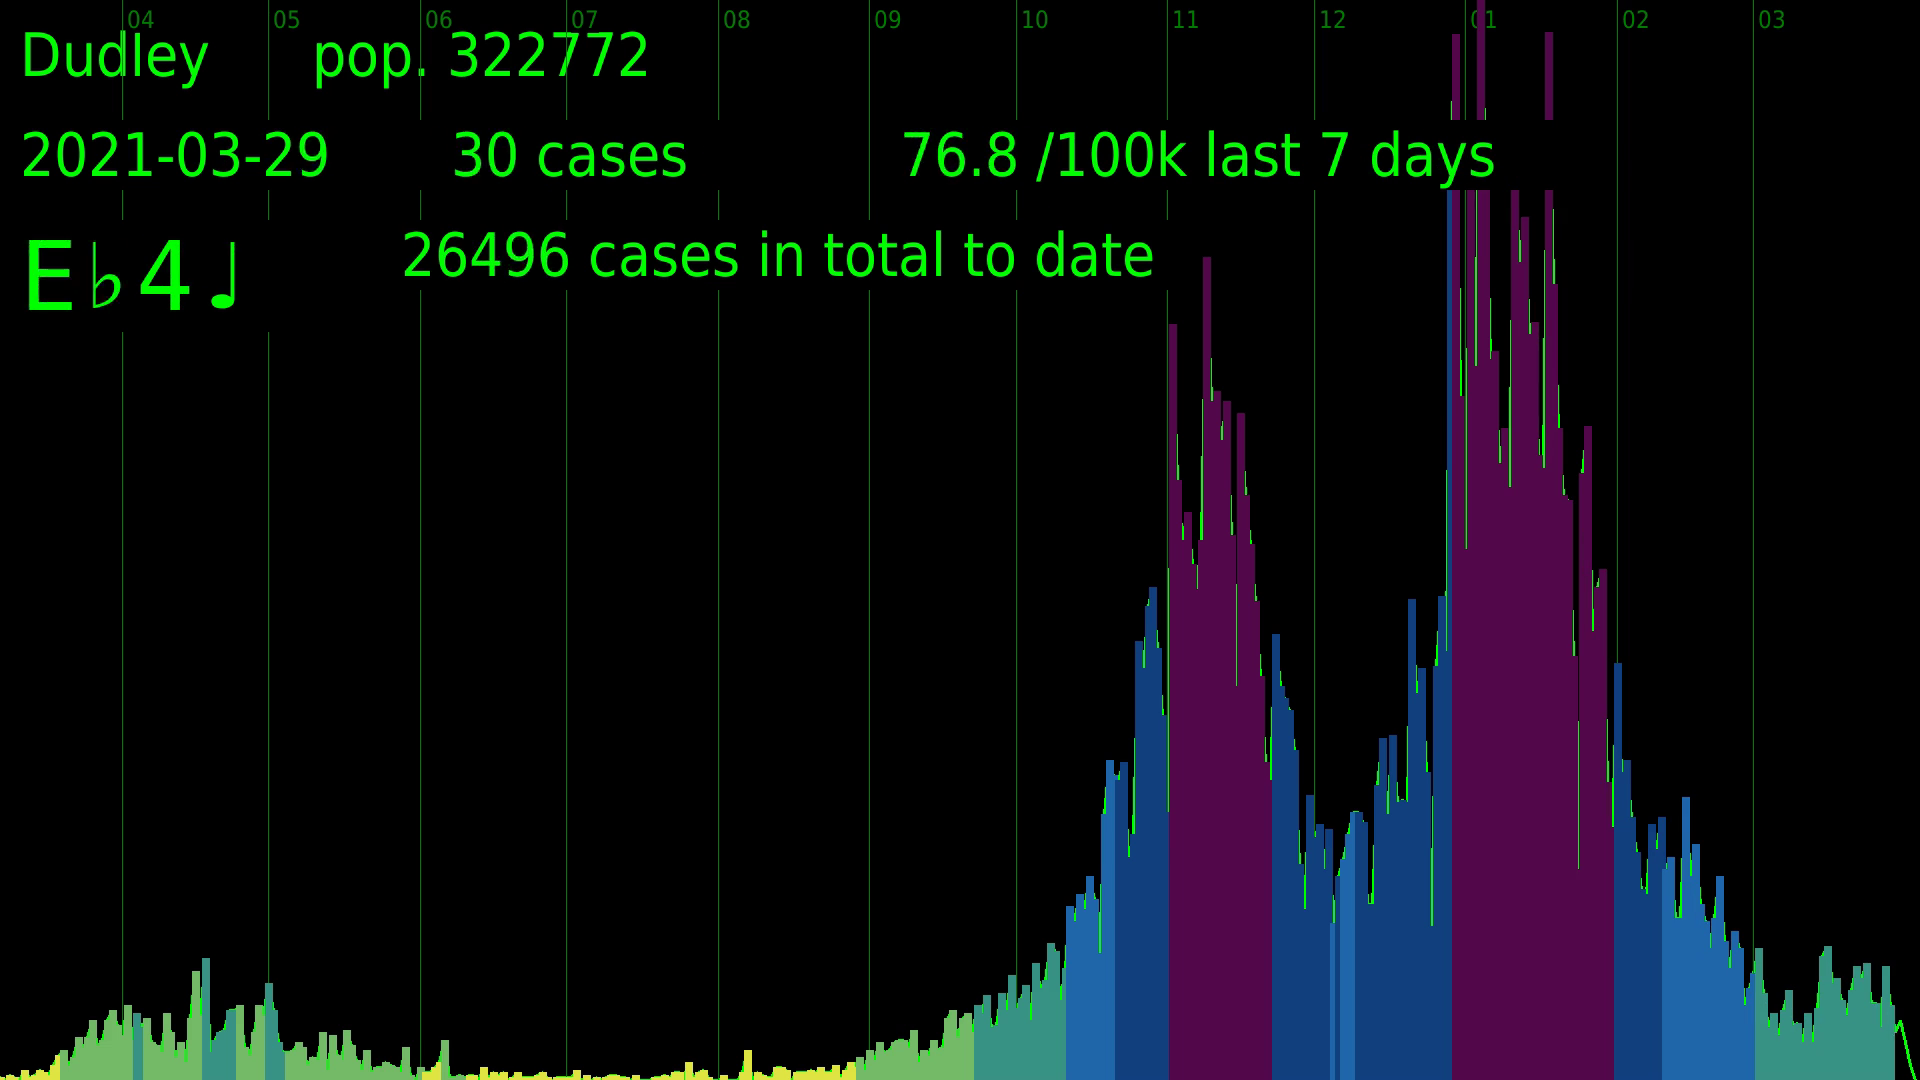 04 05 06 07 08 09 10 11 12 01 02 03
Dudley pop. 322772
2021-03-29 30 cases 76.8 /100k last 7 days
E♭4♩ 26496 cases in total to date